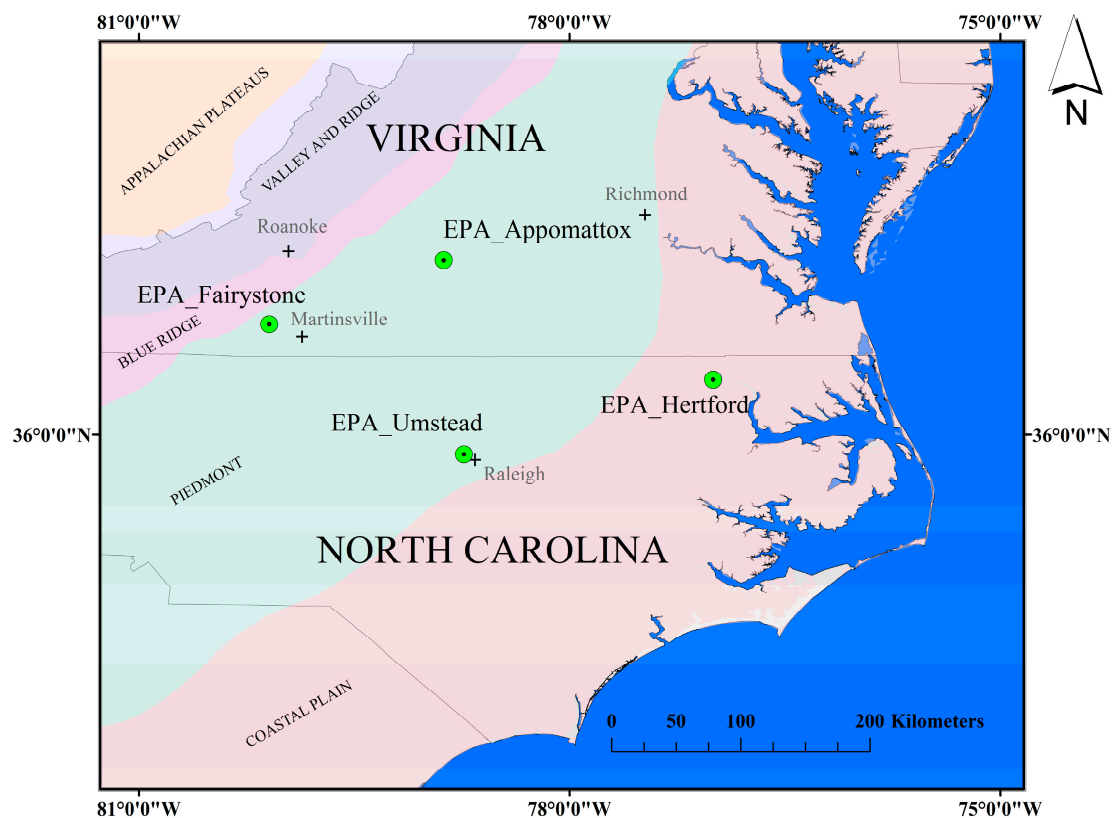 81°0'0"W
78°0'0"W
75°0'0"W
N
APPALACHIAN PLATEAUS
VALLEY AND RIDGE
VIRGINIA
Richmond
Roanoke
EPA_Appomattox
EPA_Fairystonc
Martinsville
BLUE RIDGE
EPA_Hertford
EPA_Umstead
36°0'0"N
36°0'0"N
Raleigh
PIEDMONT
NORTH CAROLINA
COASTAL PLAIN
0 50 100 200 Kilometers
81°0'0"W
78°0'0"W
75°0'0"W